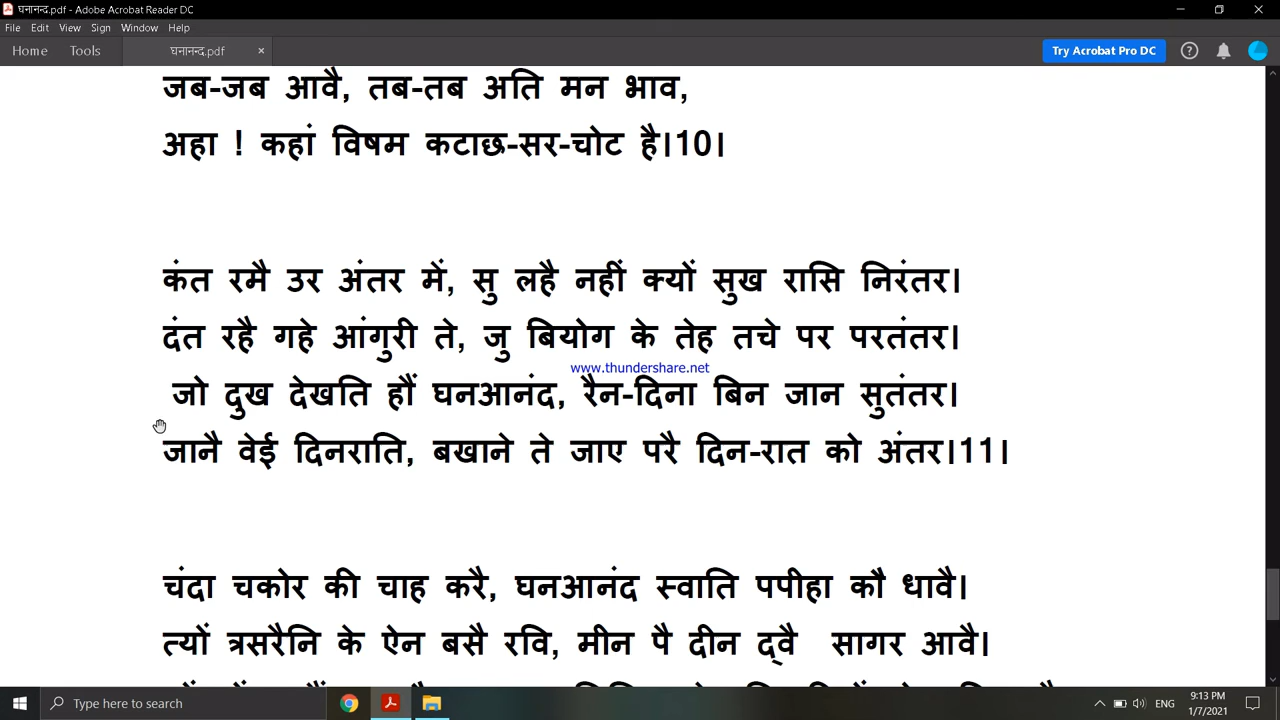 घनानन्द.pdf - Adobe Acrobat Reader DC
File Edit View Sign Window Help
Home Tools घनानन्द.pdf × Try Acrobat Pro DC
जब-जब आवै, तब-तब अति मन भाव,
अहा ! कहां विषम कटाछ-सर-चोट है।10।
कंत रमै उर अंतर में, सु लहै नहीं क्यों सुख रासि निरंतर।
दंत रहै गहे आंगुरी ते, जु बियोग के तेह तचे पर परतंतर।
www.thundershare.net
जो दुख देखति हौं घनआनंद, रैन-दिना बिन जान सुतंतर।
जानै वेई दिनराति, बखाने ते जाए परै दिन-रात को अंतर।11।
चंदा चकोर की चाह करै, घनआनंद स्वाति पपीहा कौ धावै।
त्यों त्रसरैनि के ऐन बसै रवि, मीन पै दीन द्वै सागर आवै।
Type here to search ENG 9:13 PM
1/7/2021